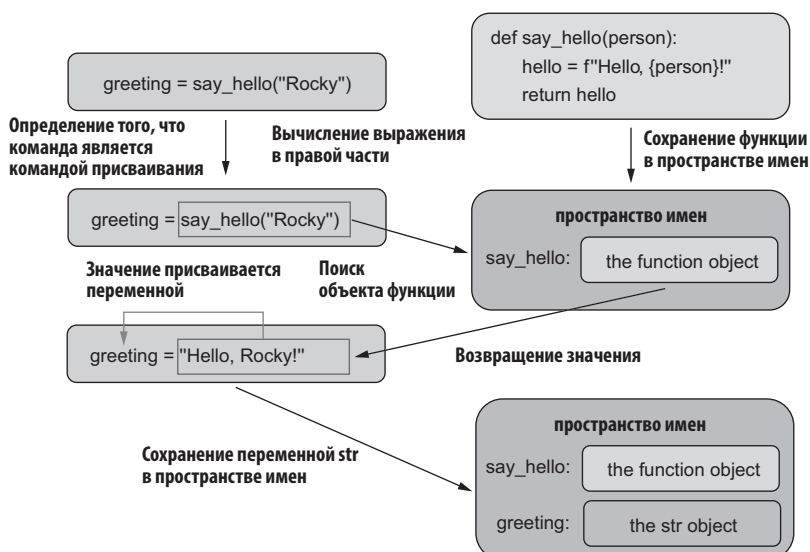 def say_hello(person):
hello = f"Hello, {person}!"
return hello
greeting = say_hello("Rocky")
Определение того, что
команда является
командой присваивания
Вычисление выражения
в правой части
Сохранение функции
в пространстве имен
greeting = say_hello("Rocky")
пространство имен
say_hello:
the function object
Значение присваивается
переменной
Поиск
объекта функции
greeting = "Hello, Rocky!"
Возвращение значения
Сохранение переменной str
в пространстве имен
пространство имен
say_hello:
the function object
greeting:
the str object